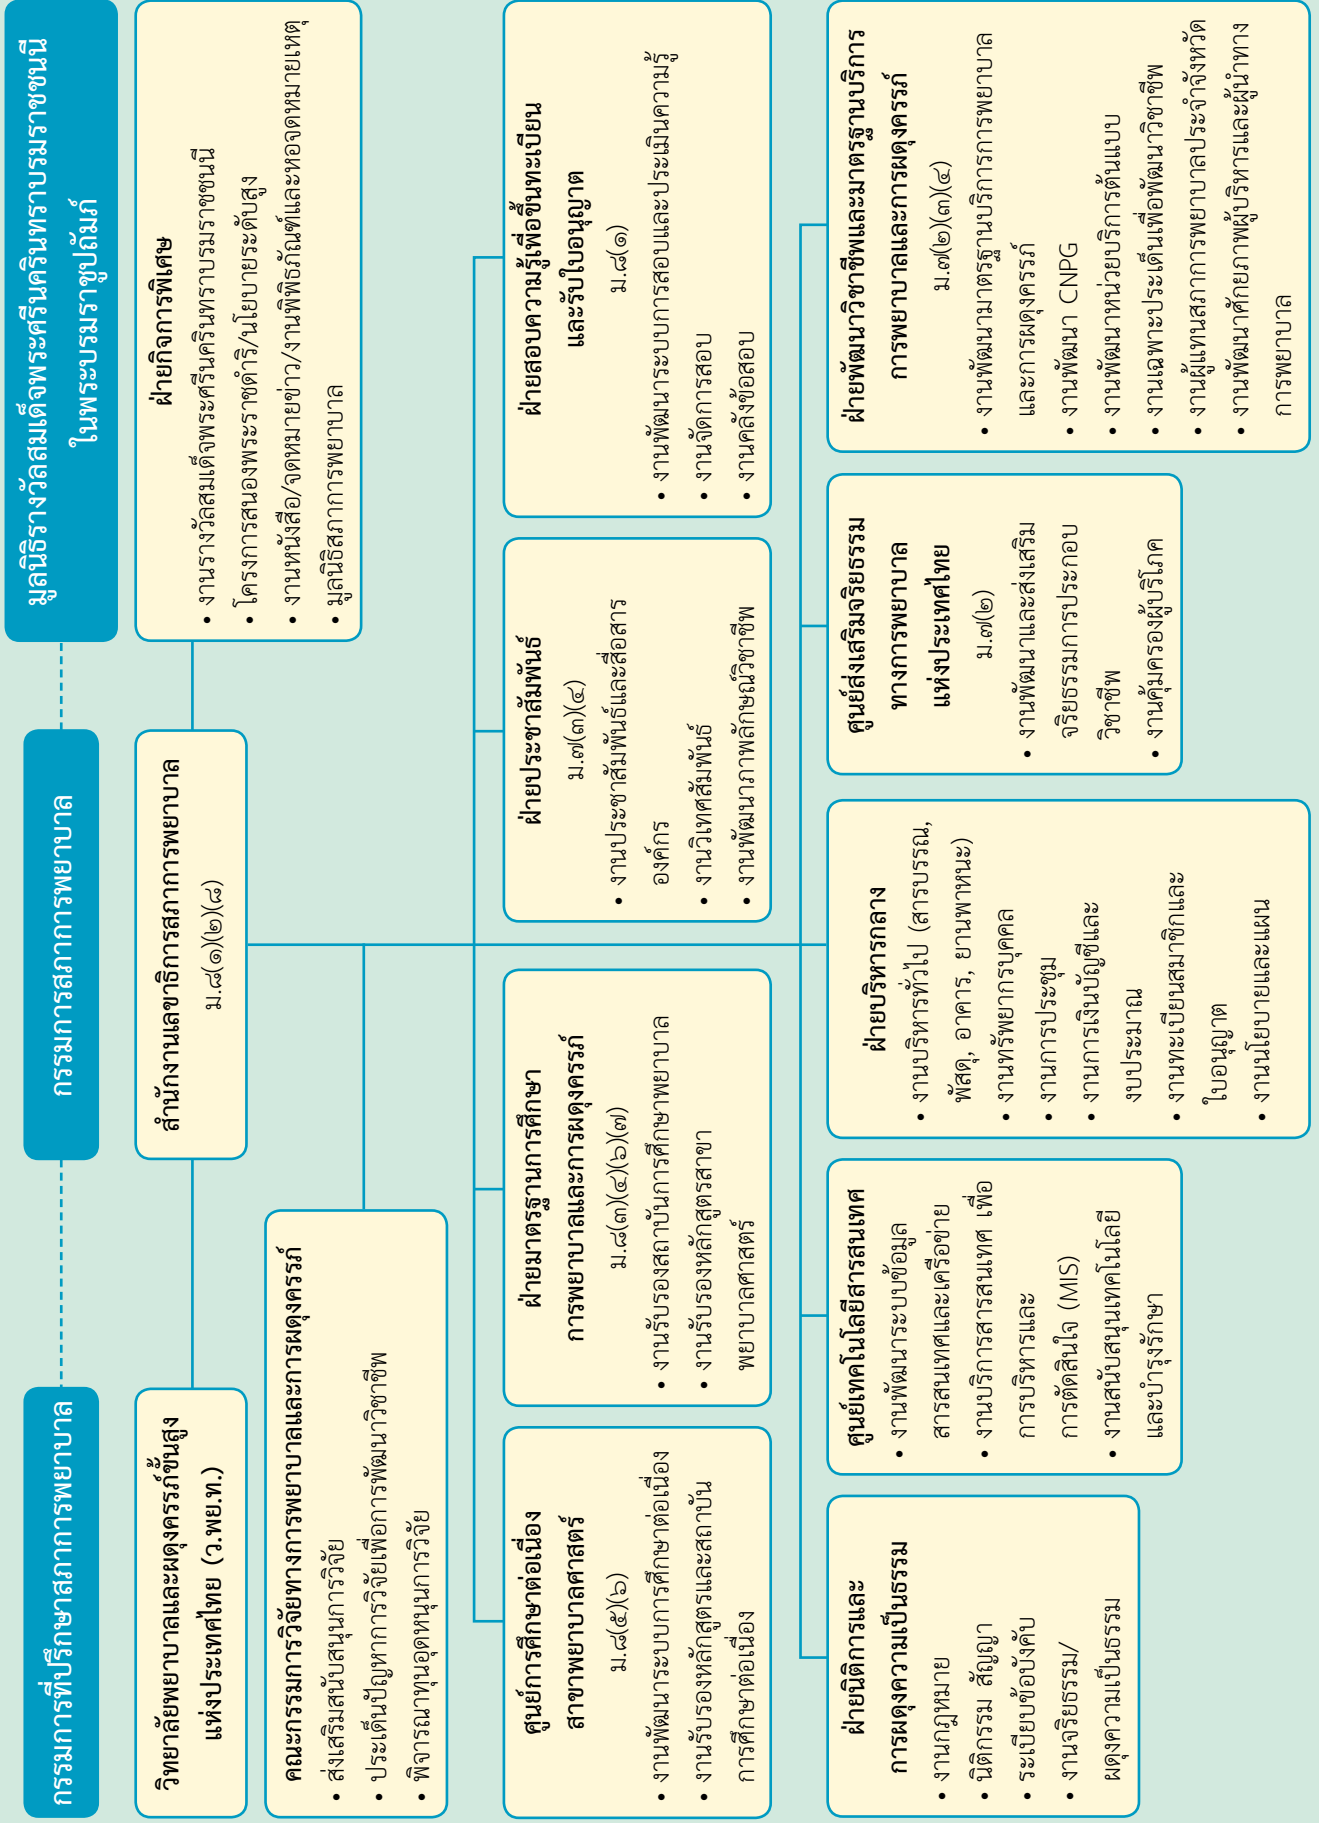 กรรมการที่ปรึกษาสภาการพยาบาล
กรรมการสภาการพยาบาล
มูลนิธิรางวัลสมเด็จพระศรีนครินทราบรมราชชนนี
ในพระบรมราชูปถัมภ์
วิทยาลัยพยาบาลและผดุงครรภ์ขั้นสูง
แห่งประเทศไทย (ว.พย.ท.)
สำนักงานเลขาธิการสภาการพยาบาล
ม.๘(๑)(๒)(๘)
ฝ่ายกิจการพิเศษ
• งานรางวัลสมเด็จพระศรีนครินทราบรมราชชนนี
• โครงการสนองพระราชดำริ/นโยบายระดับสูง
• งานหนังสือ/จดหมายข่าว/งานพิพิธภัณฑ์และหอจดหมายเหตุ
• มูลนิธิสภาการพยาบาล
คณะกรรมการวิจัยทางการพยาบาลและการผดุงครรภ์
• ส่งเสริมสนับสนุนการวิจัย
• ประเด็นปัญหาการวิจัยเพื่อการพัฒนาวิชาชีพ
• พิจารณาทุนอุดหนุนการวิจัย
ศูนย์การศึกษาต่อเนื่อง
สาขาพยาบาลศาสตร์
ม.๘(๕)(๖)
• งานพัฒนาระบบการศึกษาต่อเนื่อง
• งานรับรองหลักสูตรและสถาบัน
การศึกษาต่อเนื่อง
ฝ่ายมาตรฐานการศึกษา
การพยาบาลและการผดุงครรภ์
ม.๘(๓)(๔)(๖)(๗)
• งานรับรองสถาบันการศึกษาพยาบาล
• งานรับรองหลักสูตรสาขา
พยาบาลศาสตร์
ฝ่ายประชาสัมพันธ์
ม.๗(๓)(๔)
• งานประชาสัมพันธ์และสื่อสาร
องค์กร
• งานวิเทศสัมพันธ์
• งานพัฒนาภาพลักษณ์วิชาชีพ
ฝ่ายสอบความรู้เพื่อขึ้นทะเบียน
และรับใบอนุญาต
ม.๘(๑)
• งานพัฒนาระบบการสอบและประเมินความรู้
• งานจัดการสอบ
• งานคลังข้อสอบ
ฝ่ายนิติการและ
การผดุงความเป็นธรรม
• งานกฎหมาย
• นิติกรรม สัญญา
• ระเบียบข้อบังคับ
• งานจริยธรรม/
ผดุงความเป็นธรรม
ศูนย์เทคโนโลยีสารสนเทศ
• งานพัฒนาระบบข้อมูล
สารสนเทศและเครือข่าย
• งานบริการสารสนเทศ เพื่อ
การบริหารและ
การตัดสินใจ (MIS)
• งานสนับสนุนเทคโนโลยี
และบำรุงรักษา
ฝ่ายบริหารกลาง
• งานบริหารทั่วไป (สารบรรณ,
พัสดุ, อาคาร, ยานพาหนะ)
• งานทรัพยากรบุคคล
• งานการประชุม
• งานการเงินบัญชีและ
งบประมาณ
• งานทะเบียนสมาชิกและ
ใบอนุญาต
• งานนโยบายและแผน
ศูนย์ส่งเสริมจริยธรรม
ทางการพยาบาล
แห่งประเทศไทย
ม.๗(๒)
• งานพัฒนาและส่งเสริม
จริยธรรมการประกอบ
วิชาชีพ
• งานคุ้มครองผู้บริโภค
ฝ่ายพัฒนาวิชาชีพและมาตรฐานบริการ
การพยาบาลและการผดุงครรภ์
ม.๗(๒)(๓)(๔)
• งานพัฒนามาตรฐานบริการการพยาบาล
และการผดุงครรภ์
• งานพัฒนา CNPG
• งานพัฒนาหน่วยบริการต้นแบบ
• งานเฉพาะประเด็นเพื่อพัฒนาวิชาชีพ
• งานผู้แทนสภาการพยาบาลประจำจังหวัด
• งานพัฒนาศักยภาพผู้บริหารและผู้นำทาง
การพยาบาล